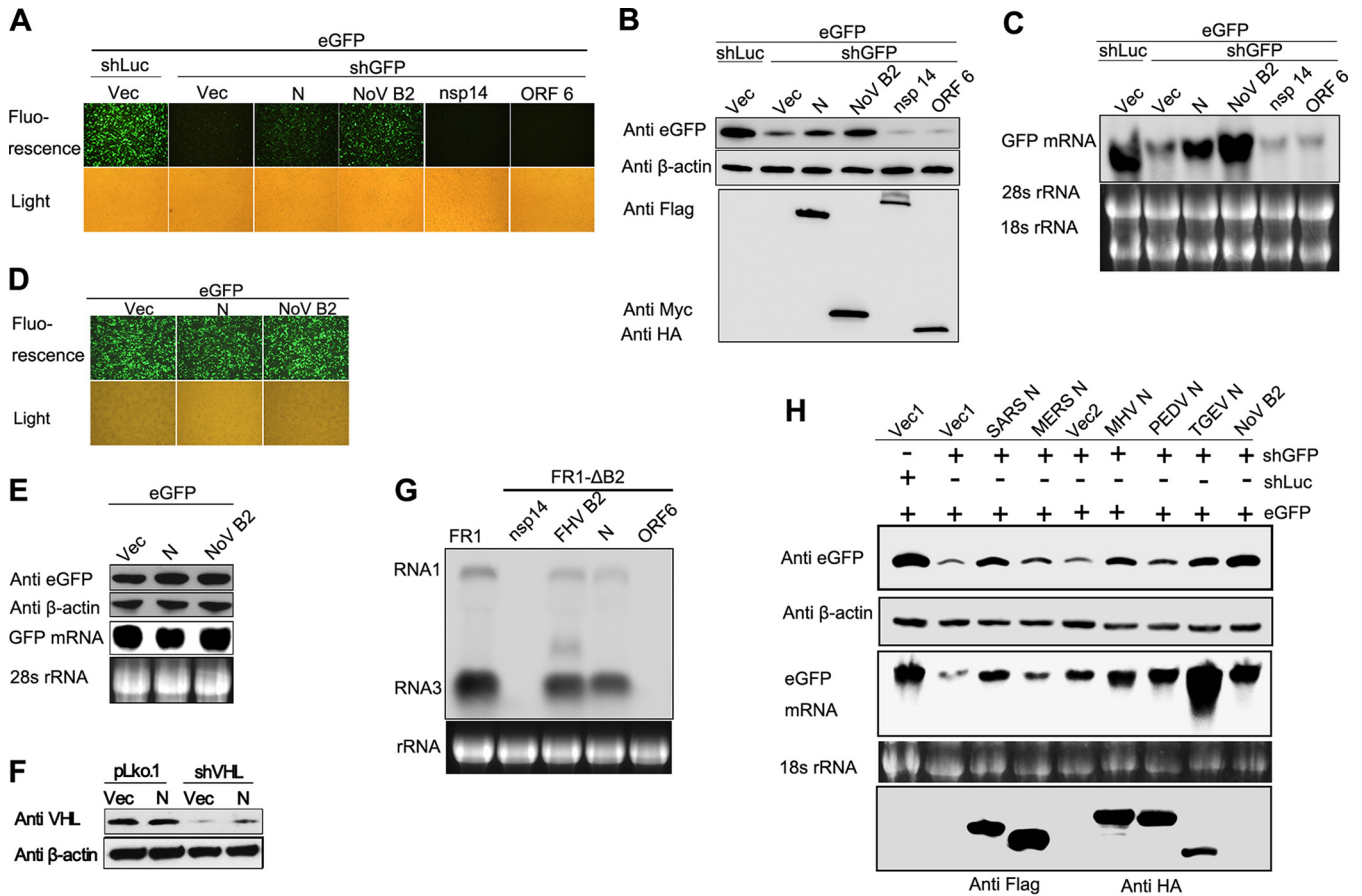 A
eGFP
shLuc shGFP
Vec Vec N NoV B2 nsp14 ORF 6
Fluo-
rescence
Light
B
eGFP
shLuc shGFP
Vec Vec N NoV B2 nsp 14 ORF 6
Anti eGFP
Anti β-actin
Anti Flag
Anti Myc
Anti HA
C
eGFP
shLuc shGFP
Vec Vec N NoV B2 nsp 14 ORF 6
GFP mRNA
28s rRNA
18s rRNA
D
eGFP
Vec N NoV B2
Fluo-
rescence
Light
E
eGFP
Vec N NoV B2
Anti eGFP
Anti β-actin
GFP mRNA
28s rRNA
F
pLko.1 shVHL
Vec N Vec N
Anti VHL
Anti β-actin
G
FR1-ΔB2
FR1 nsp14 FHV B2 N ORF6
RNA1
RNA3
rRNA
H
Vec1 Vec1 SARS N MERS N Vec2 MHV N PEDV N TGEV N NoV B2
- + + + + + + + + shGFP
+ - - - - - - - - shLuc
+ + + + + + + + + eGFP
Anti eGFP
Anti β-actin
eGFP
mRNA
18s rRNA
Anti Flag Anti HA